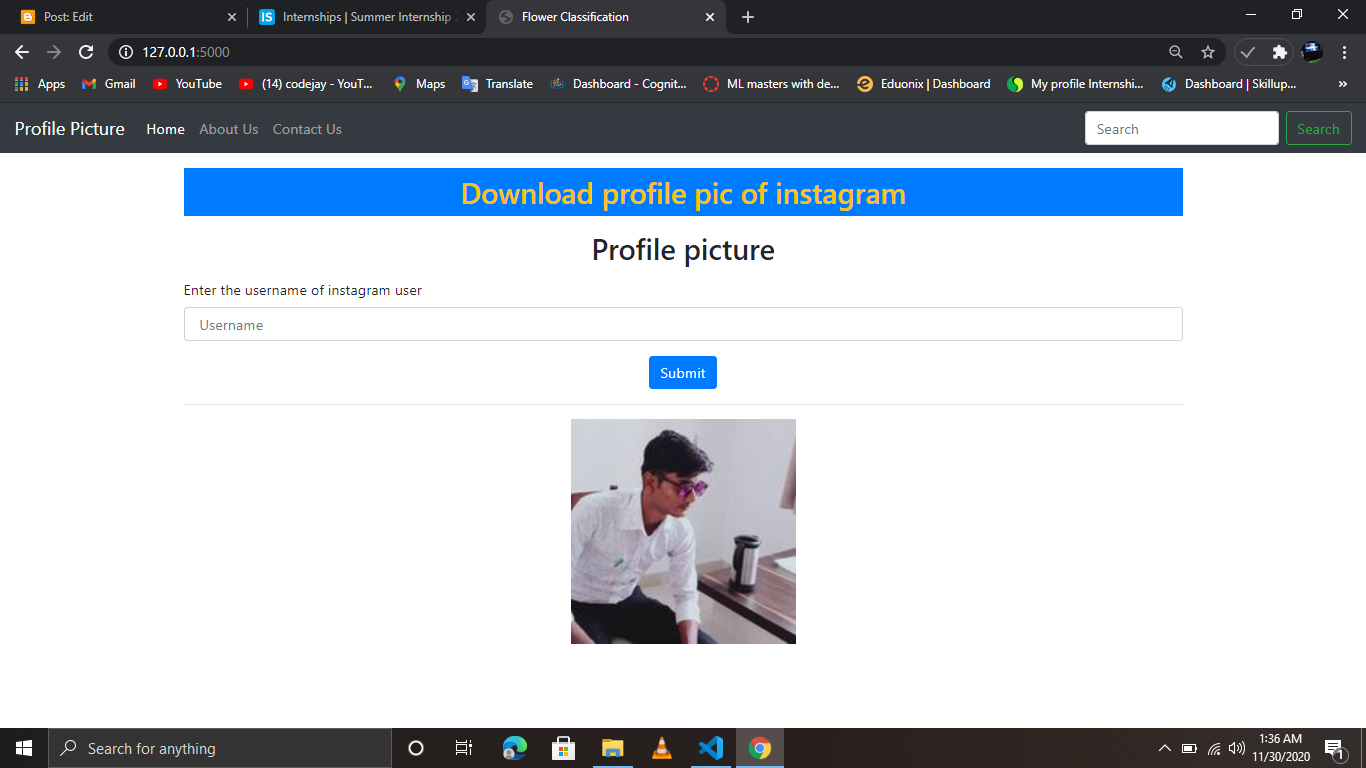 Post: Edit
Internships | Summer Internship
Flower Classification
127.0.0.1:5000
Apps
Gmail
YouTube
(14) codejay - YouT...
Maps
Translate
Dashboard - Cognit...
ML masters with de...
Eduonix | Dashboard
My profile Internshi...
Dashboard | Skillup...
»
Profile Picture
Home
About Us
Contact Us
Search
Search
Download profile pic of instagram
Profile picture
Enter the username of instagram user
Username
Submit
Search for anything
1:36 AM
11/30/2020
1